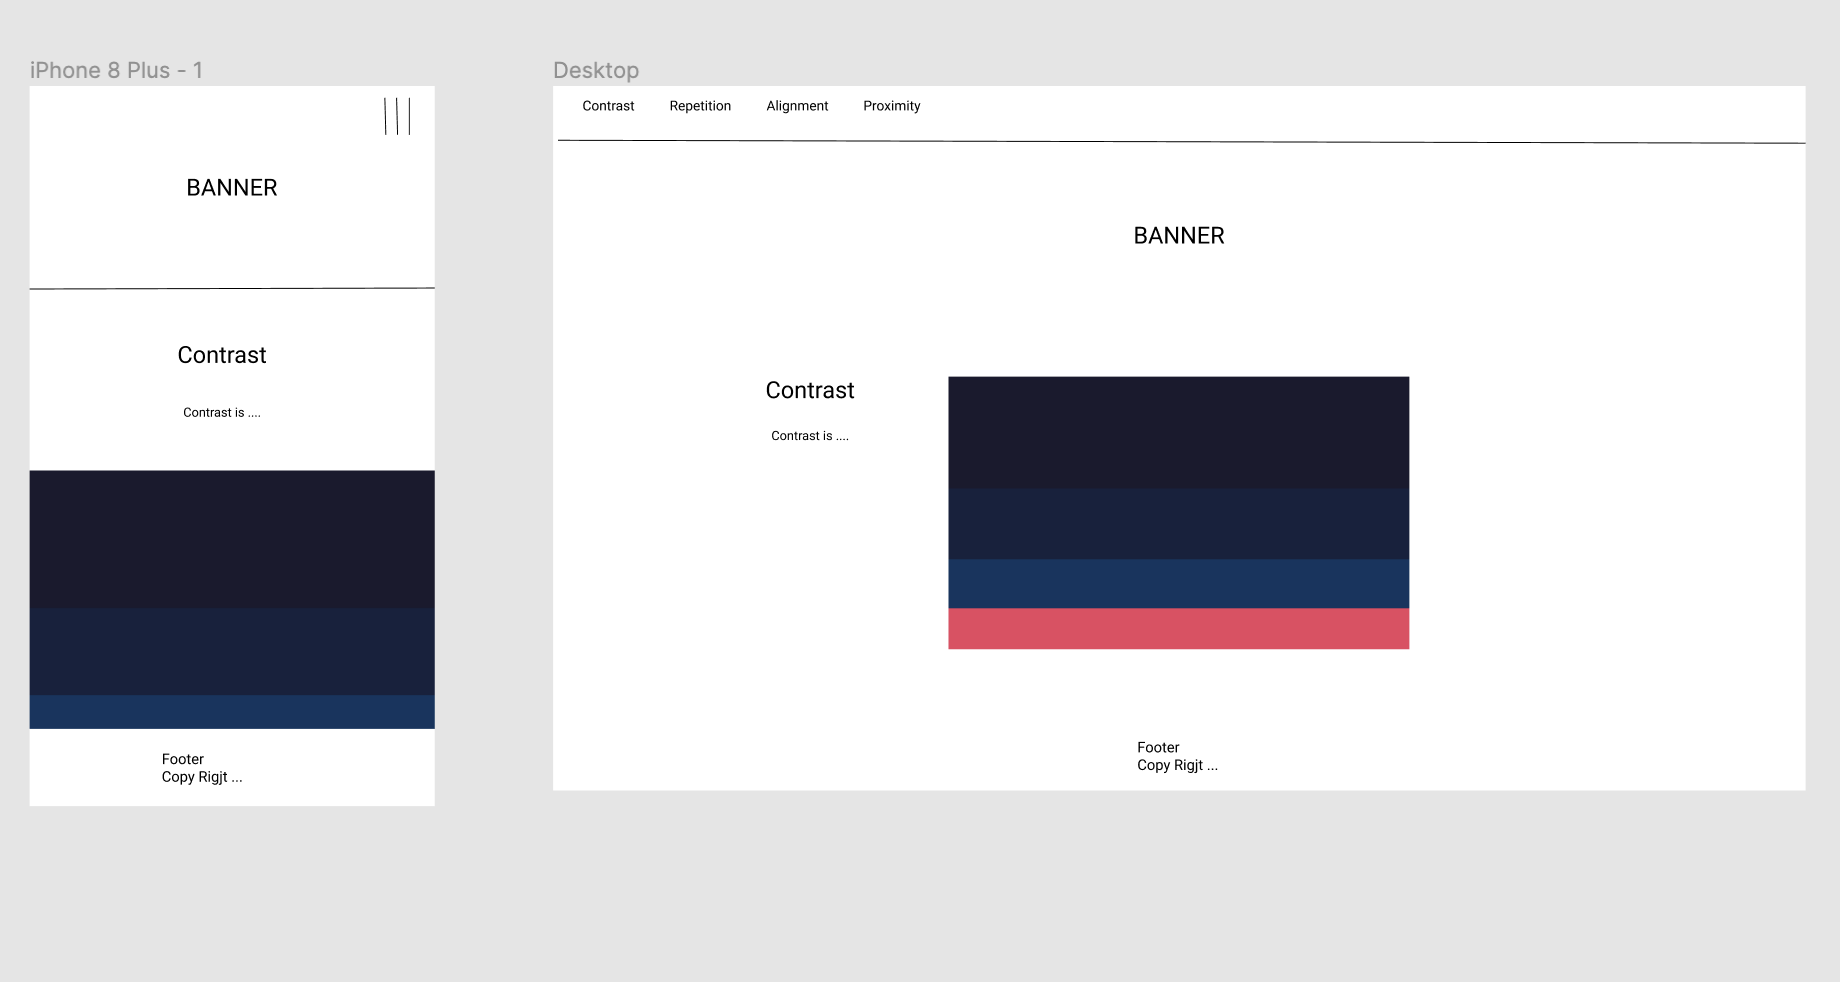 iPhone 8 Plus - 1
BANNER
Contrast
Contrast is ....
Footer
Copy Rigjt ...
Desktop
Contrast Repetition Alignment Proximity
BANNER
Contrast
Contrast is ....
Footer
Copy Rigjt ...